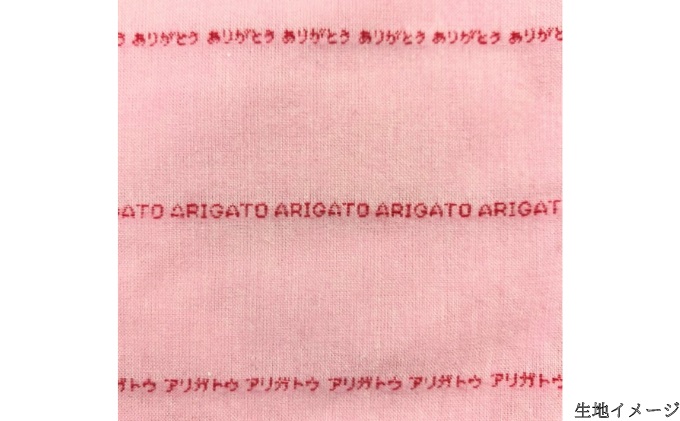 う ありがとう ありがとう ありがとう ありがとう ありがとう ありがと
GATO ARIGATO ARIGATO ARIGATO ARIGAT
ガトウ アリガトウ アリガトウ アリガトウ アリガトウ アリガトウ
生地イメージ